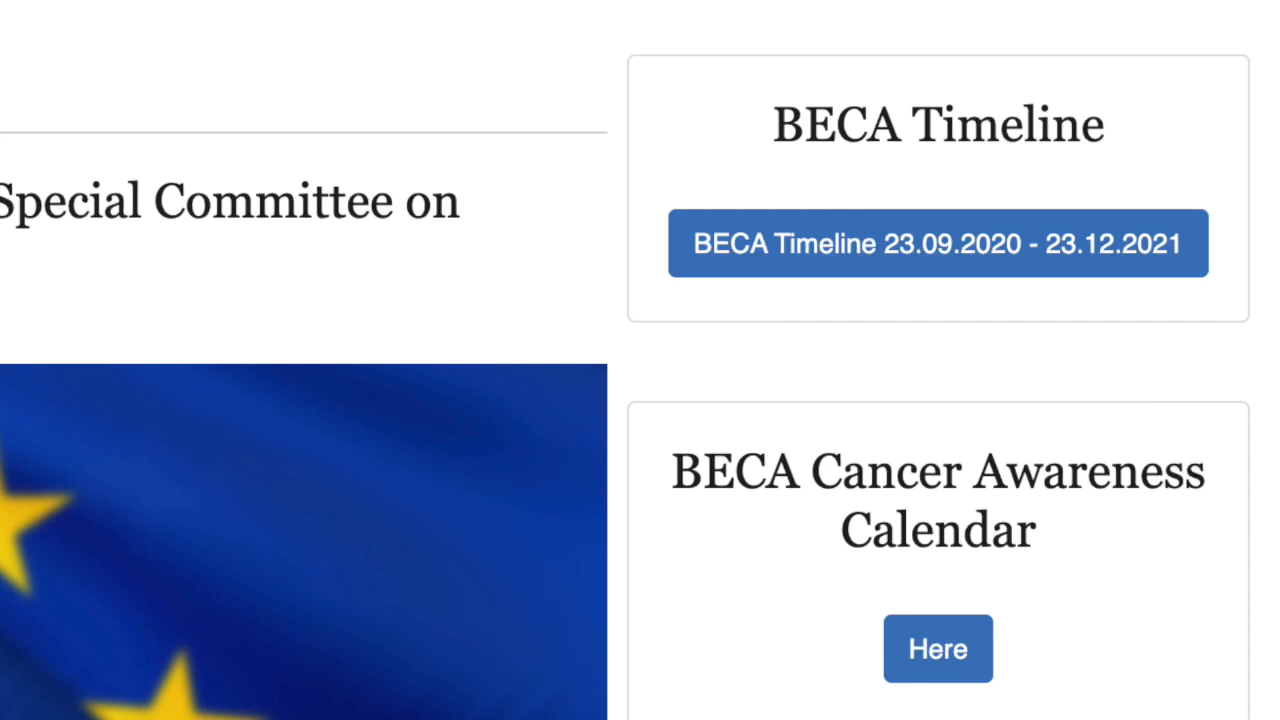 BECA Timeline
Special Committee on
BECA Timeline 23.09.2020 - 23.12.2021
BECA Cancer Awareness
Calendar
Here